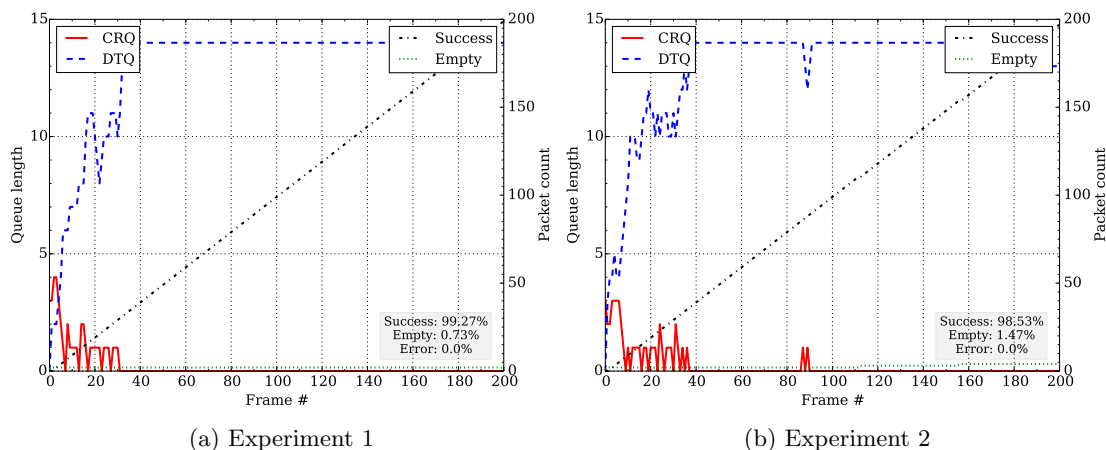 15
10
5
0
Queue length
CRQ
DTQ
Success
Empty
200
150
100
50
0
Packet count
Success: 99.27%
Empty: 0.73%
Error: 0.0%
0 20 40 60 80 100 120 140 160 180 200
Frame #
(a) Experiment 1
15
10
5
0
Queue length
CRQ
DTQ
Success
Empty
200
150
100
50
0
Packet count
Success: 98.53%
Empty: 1.47%
Error: 0.0%
0 20 40 60 80 100 120 140 160 180 200
Frame #
(b) Experiment 2